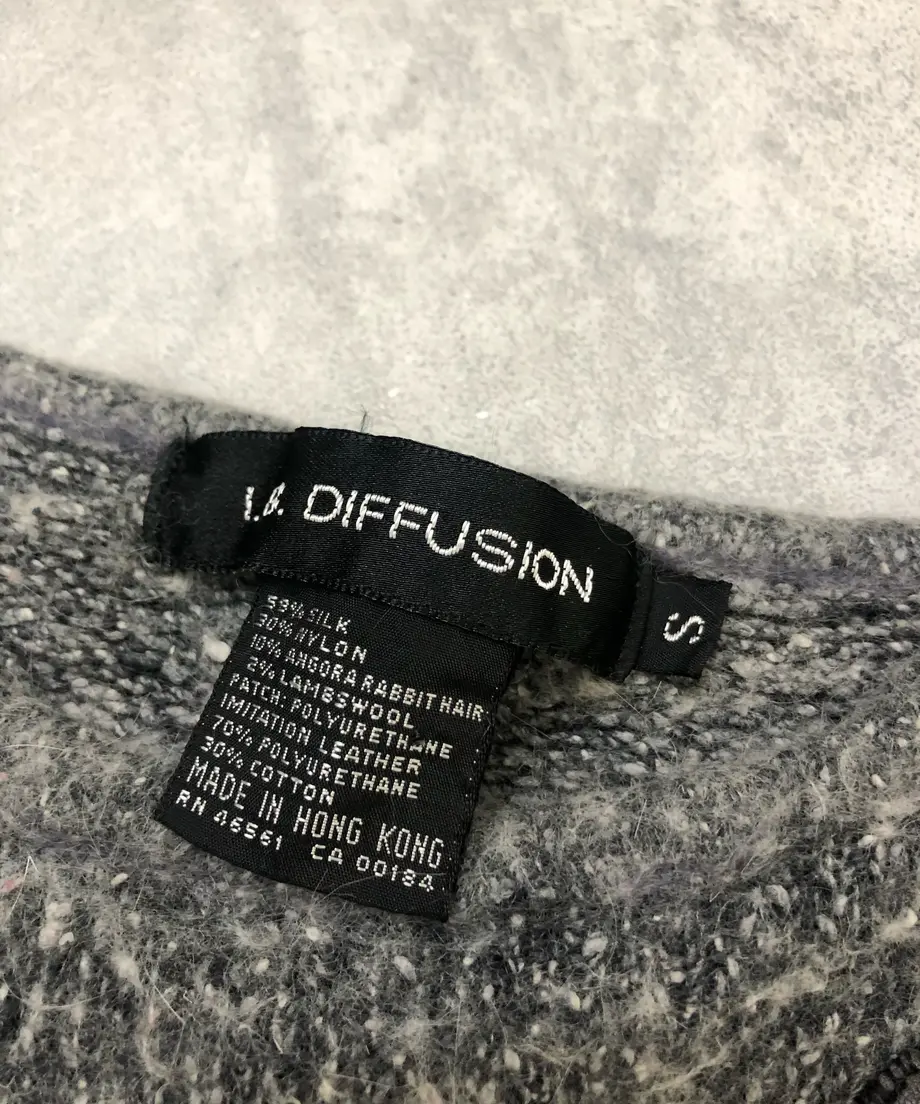 I.&. DIFFUSION
S
59% SILK
30% NYLON
10% ANGORA RABBIT HAIR
2% LAMBSWOOL
PATCH: POLYURETHANE
IMITATION LEATHER
70% POLYURETHANE
30% COTTON
MADE IN HONG KONG
RN 46561 CA 00184